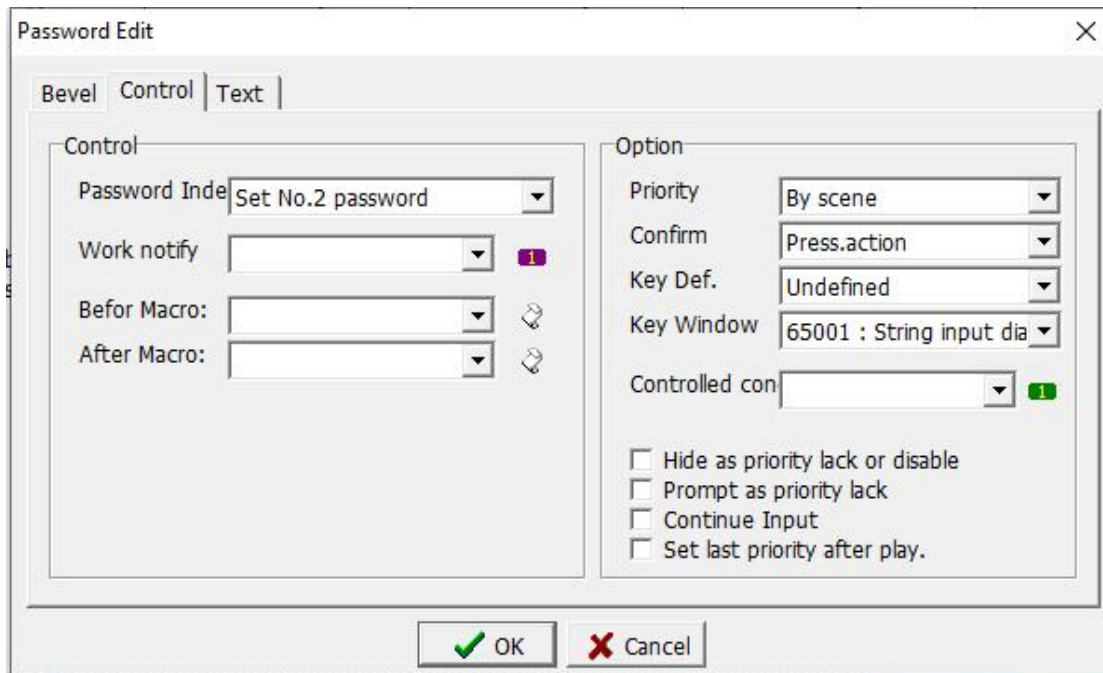 Password Edit
Bevel
Control
Text
Control
Password Inde
Set No.2 password
Work notify
1
Befor Macro:
After Macro:
Option
Priority
By scene
Confirm
Press.action
Key Def.
Undefined
Key Window
65001 : String input dia
Controlled con
1
Hide as priority lack or disable
Prompt as priority lack
Continue Input
Set last priority after play.
OK
Cancel